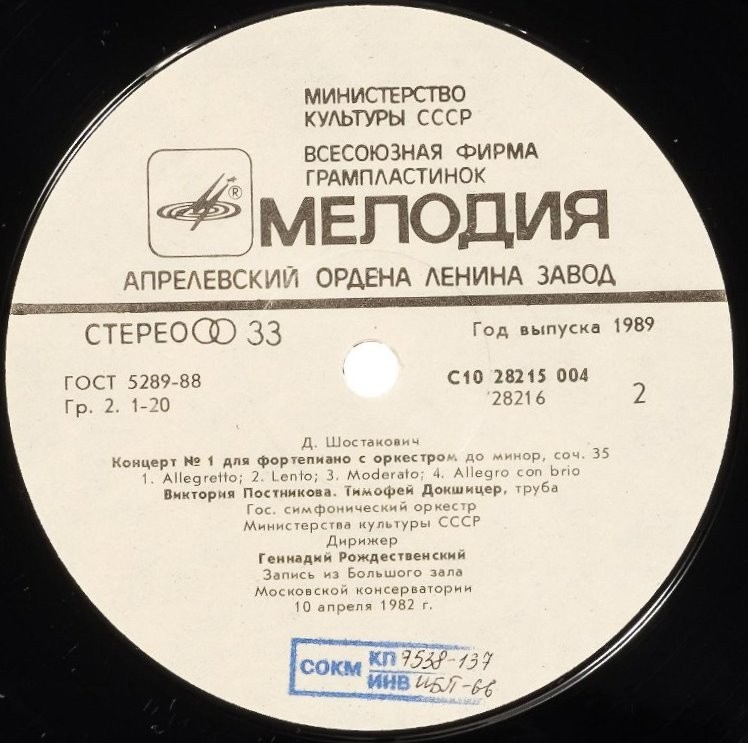 МИНИСТЕРСТВО
КУЛЬТУРЫ СССР
ВСЕСОЮЗНАЯ ФИРМА
ГРАМПЛАСТИНОК
®
МЕЛОДИЯ
АПРЕЛЕВСКИЙ ОРДЕНА ЛЕНИНА ЗАВОД
СТЕРЕО 33
Год выпуска 1989
ГОСТ 5289-88
Гр. 2. 1-20
С10 28215 004
28216
2
Д. Шостакович
Концерт № 1 для фортепиано с оркестром до минор, соч. 35
1. Allegretto; 2. Lento; 3. Moderato; 4. Allegro con brio
Виктория Постникова. Тимофей Докшицер, труба
Гос. симфонический оркестр
Министерства культуры СССР
Дирижер
Геннадий Рождественский
Запись из Большого зала
Московской консерватории
10 апреля 1982 г.
СОКМ
КП 7538-137
ИНВ ИБП-66